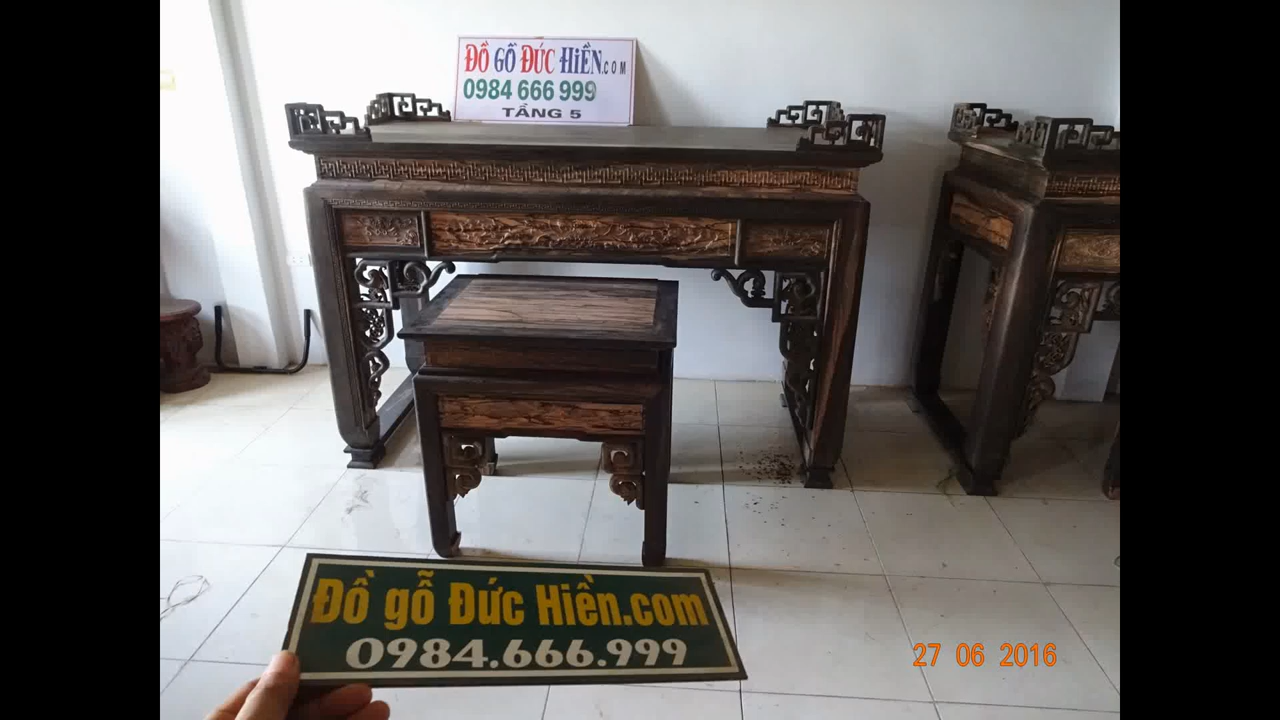 ĐỒ GỖ ĐỨC HIỀN.COM
0984 666 999
TẦNG 5
Đồ gỗ Đức Hiền.com
0984.666.999
27 06 2016